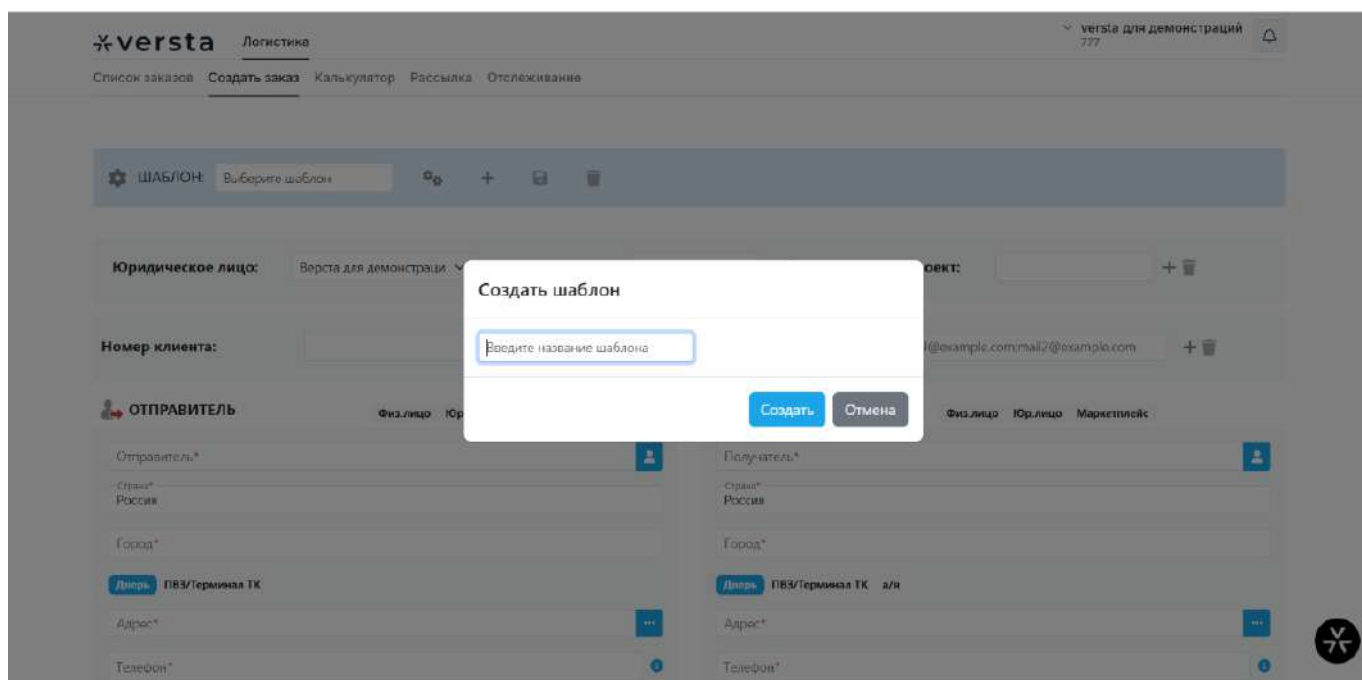 versta Логистика versta для демонстраций
777
Список заказов Создать заказ Калькулятор Рассылка Отслеживание
ШАБЛОН: Выберите шаблон
Юридическое лицо: Верста для демонстраци оект:
Создать шаблон
Введите название шаблона
Номер клиента: @example.com;mail2@example.com
Создать Отмена
ОТПРАВИТЕЛЬ Физ.лицо Юр Физ.лицо Юр.лицо Маркетплейс
Отправитель* Получатель*
Страна* Страна*
Россия Россия
Город* Город*
Дверь ПВЗ/Терминал ТК Дверь ПВЗ/Терминал ТК а/я
Адрес* Адрес*
Телефон* Телефон*